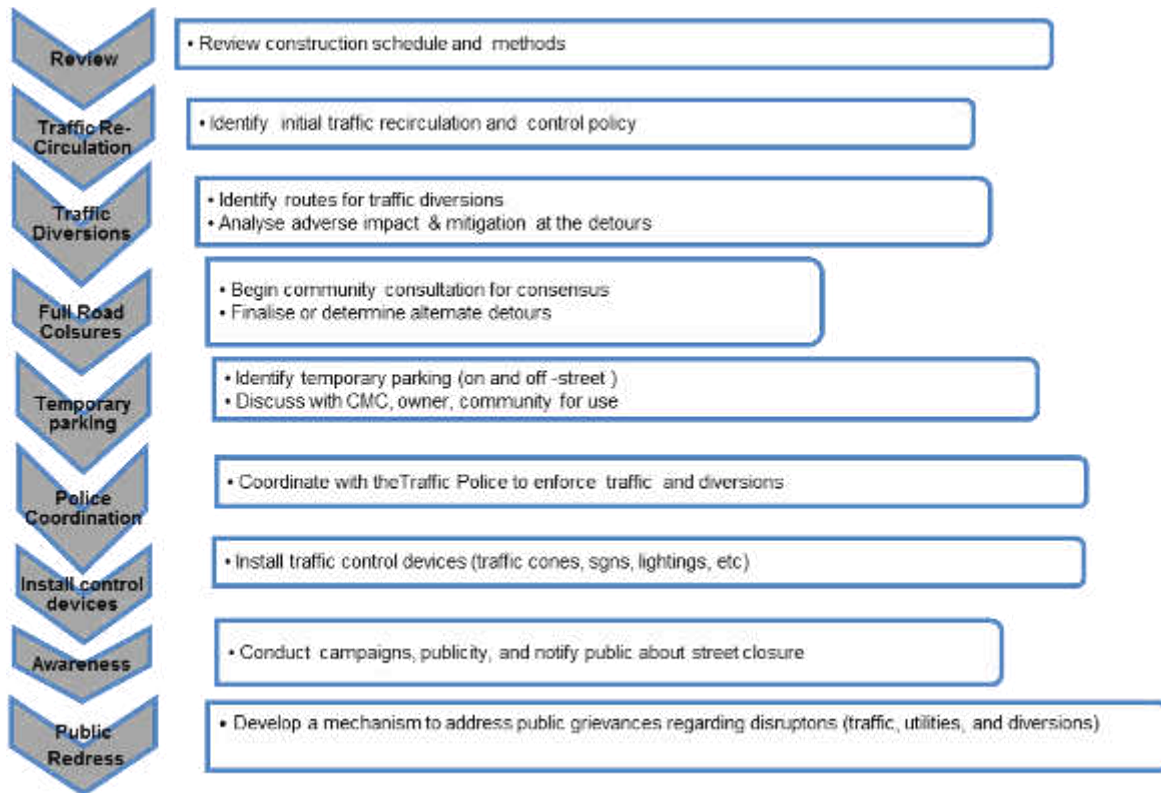 Review
• Review construction schedule and methods
Traffic Re-
Circulation
• Identify initial traffic recirculation and control policy
Traffic
Diversions
• Identify routes for traffic diversions
• Analyse adverse impact & mitigation at the detours
Full Road
Colsures
• Begin community consultation for consensus
• Finalise or determine alternate detours
Temporary
parking
• Identify temporary parking (on and off -street )
• Discuss with CMC, owner, community for use
Police
Coordination
• Coordinate with theTraffic Police to enforce traffic and diversions
Install control
devices
• Install traffic control devices (traffic cones, sgns, lightings, etc)
Awareness
• Conduct campaigns, publicity, and notify public about street closure
Public
Redress
• Develop a mechanism to address public grievances regarding disruptons (traffic, utilities, and diversions)